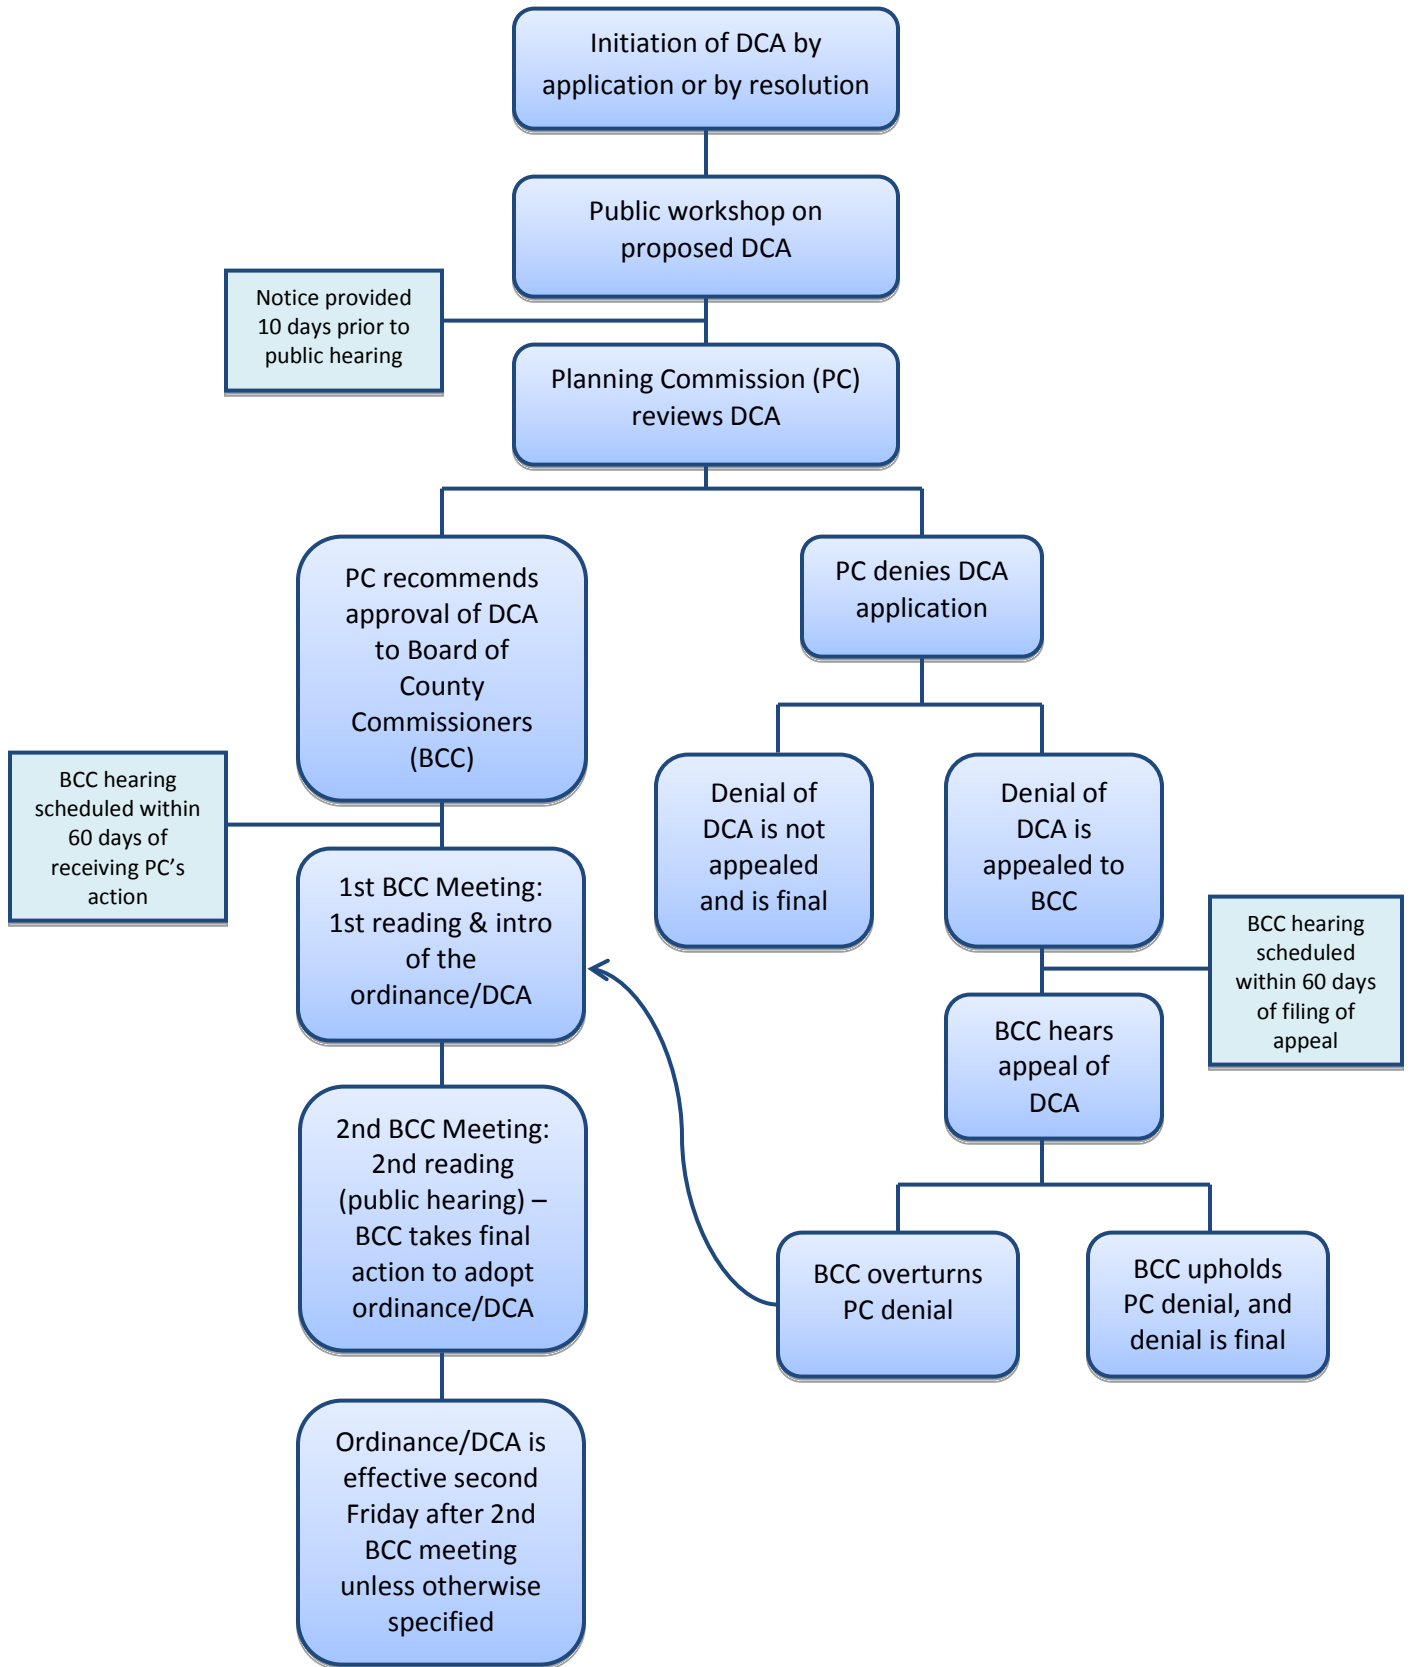 Initiation of DCA by
application or by resolution
Public workshop on
proposed DCA
Notice provided
10 days prior to
public hearing
Planning Commission (PC)
reviews DCA
PC recommends
approval of DCA
to Board of
County
Commissioners
(BCC)
PC denies DCA
application
BCC hearing
scheduled within
60 days of
receiving PC’s
action
Denial of
DCA is not
appealed
and is final
Denial of
DCA is
appealed to
BCC
1st BCC Meeting:
1st reading & intro
of the
ordinance/DCA
BCC hearing
scheduled
within 60 days
of filing of
appeal
BCC hears
appeal of
DCA
2nd BCC Meeting:
2nd reading
(public hearing) –
BCC takes final
action to adopt
ordinance/DCA
BCC overturns
PC denial
BCC upholds
PC denial, and
denial is final
Ordinance/DCA is
effective second
Friday after 2nd
BCC meeting
unless otherwise
specified